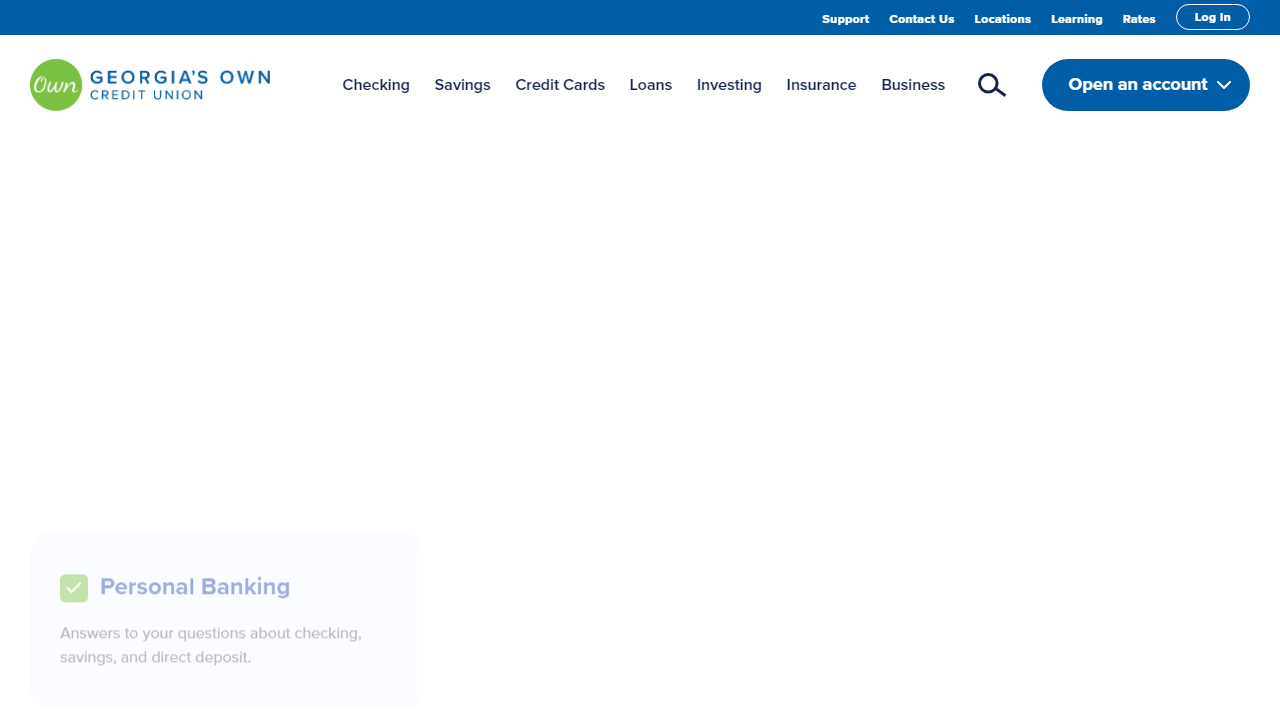 Support Contact Us Locations Learning Rates Log In
Own GEORGIA'S OWN
CREDIT UNION
Checking Savings Credit Cards Loans Investing Insurance Business Open an account
Personal Banking
Answers to your questions about checking,
savings, and direct deposit.